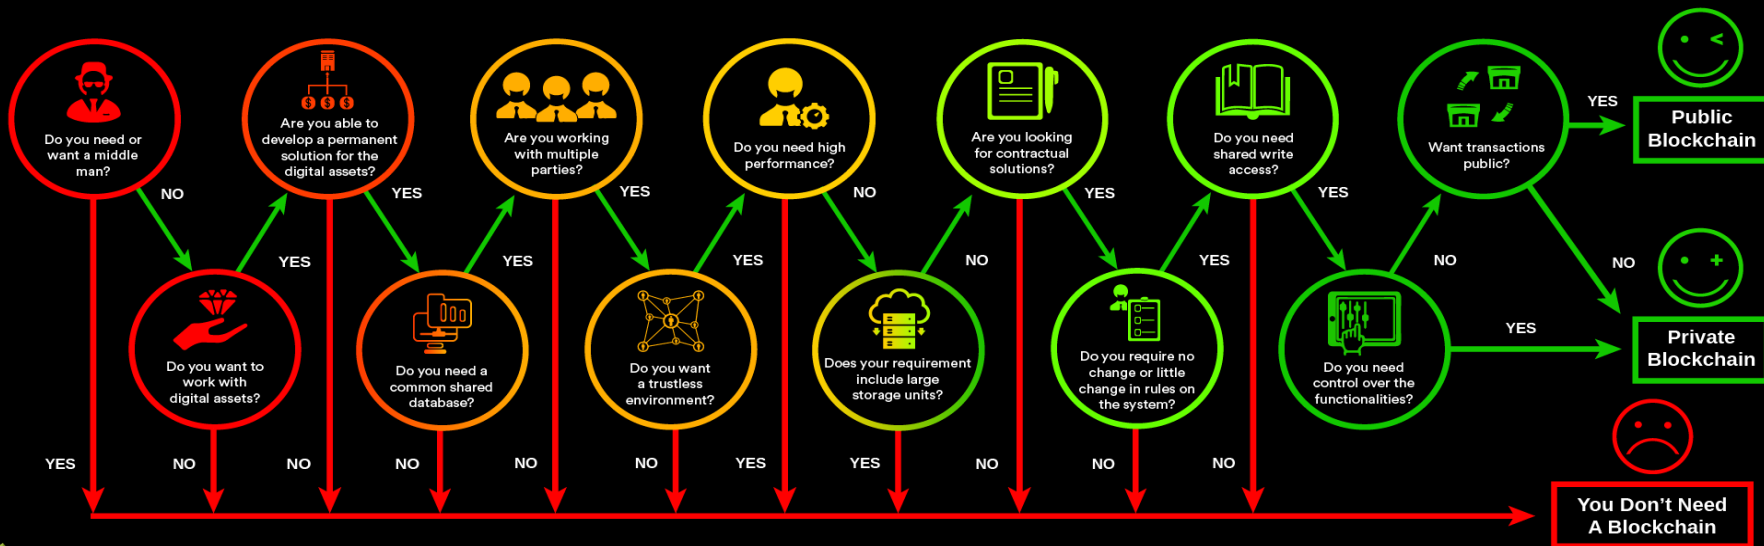 Do you need or
want a middle
man?
NO
Do you want to
work with
digital assets?
YES
Are you able to
develop a permanent
solution for the
digital assets?
YES
Do you need a
common shared
database?
YES
Are you working
with multiple
parties?
YES
Do you want
a trustless
environment?
YES
Do you need high
performance?
NO
Does your requirement
include large
storage units?
NO
Are you looking
for contractual
solutions?
YES
Do you require no
change or little
change in rules on
the system?
YES
Do you need
shared write
access?
YES
Do you need
control over the
functionalities?
NO
YES
Want transactions
public?
YES
NO
Public
Blockchain
Private
Blockchain
YES
NO
NO
NO
NO
NO
YES
YES
NO
NO
NO
You Don’t Need
A Blockchain